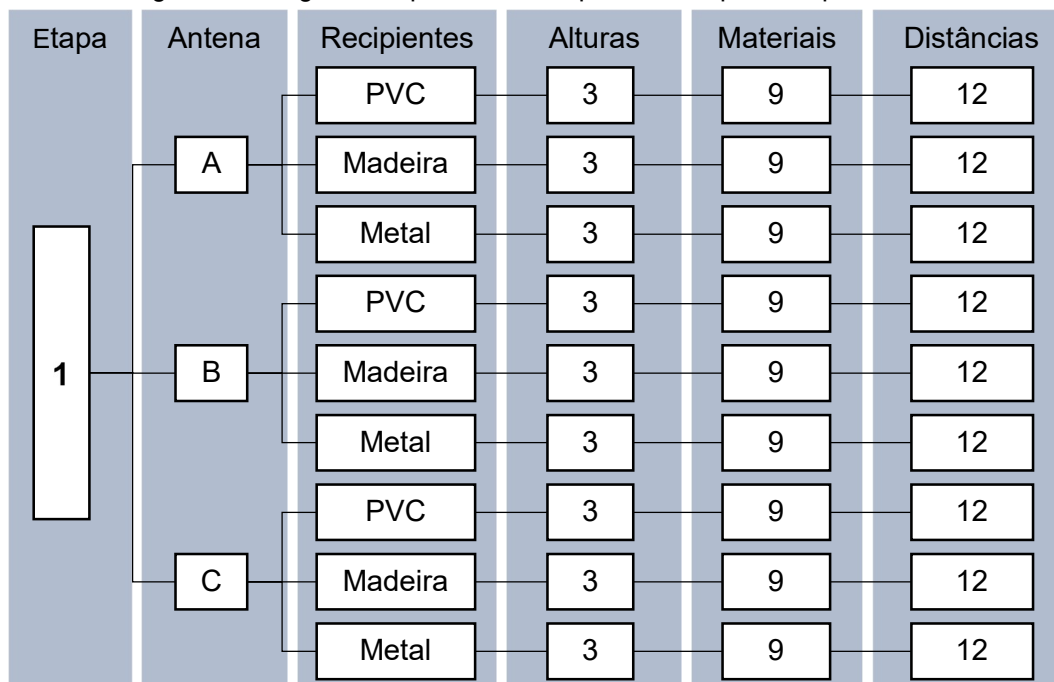 Etapa Antena Recipientes Alturas Materiais Distâncias
PVC 3 9 12
A Madeira 3 9 12
Metal 3 9 12
PVC 3 9 12
1 B Madeira 3 9 12
Metal 3 9 12
PVC 3 9 12
C Madeira 3 9 12
Metal 3 9 12